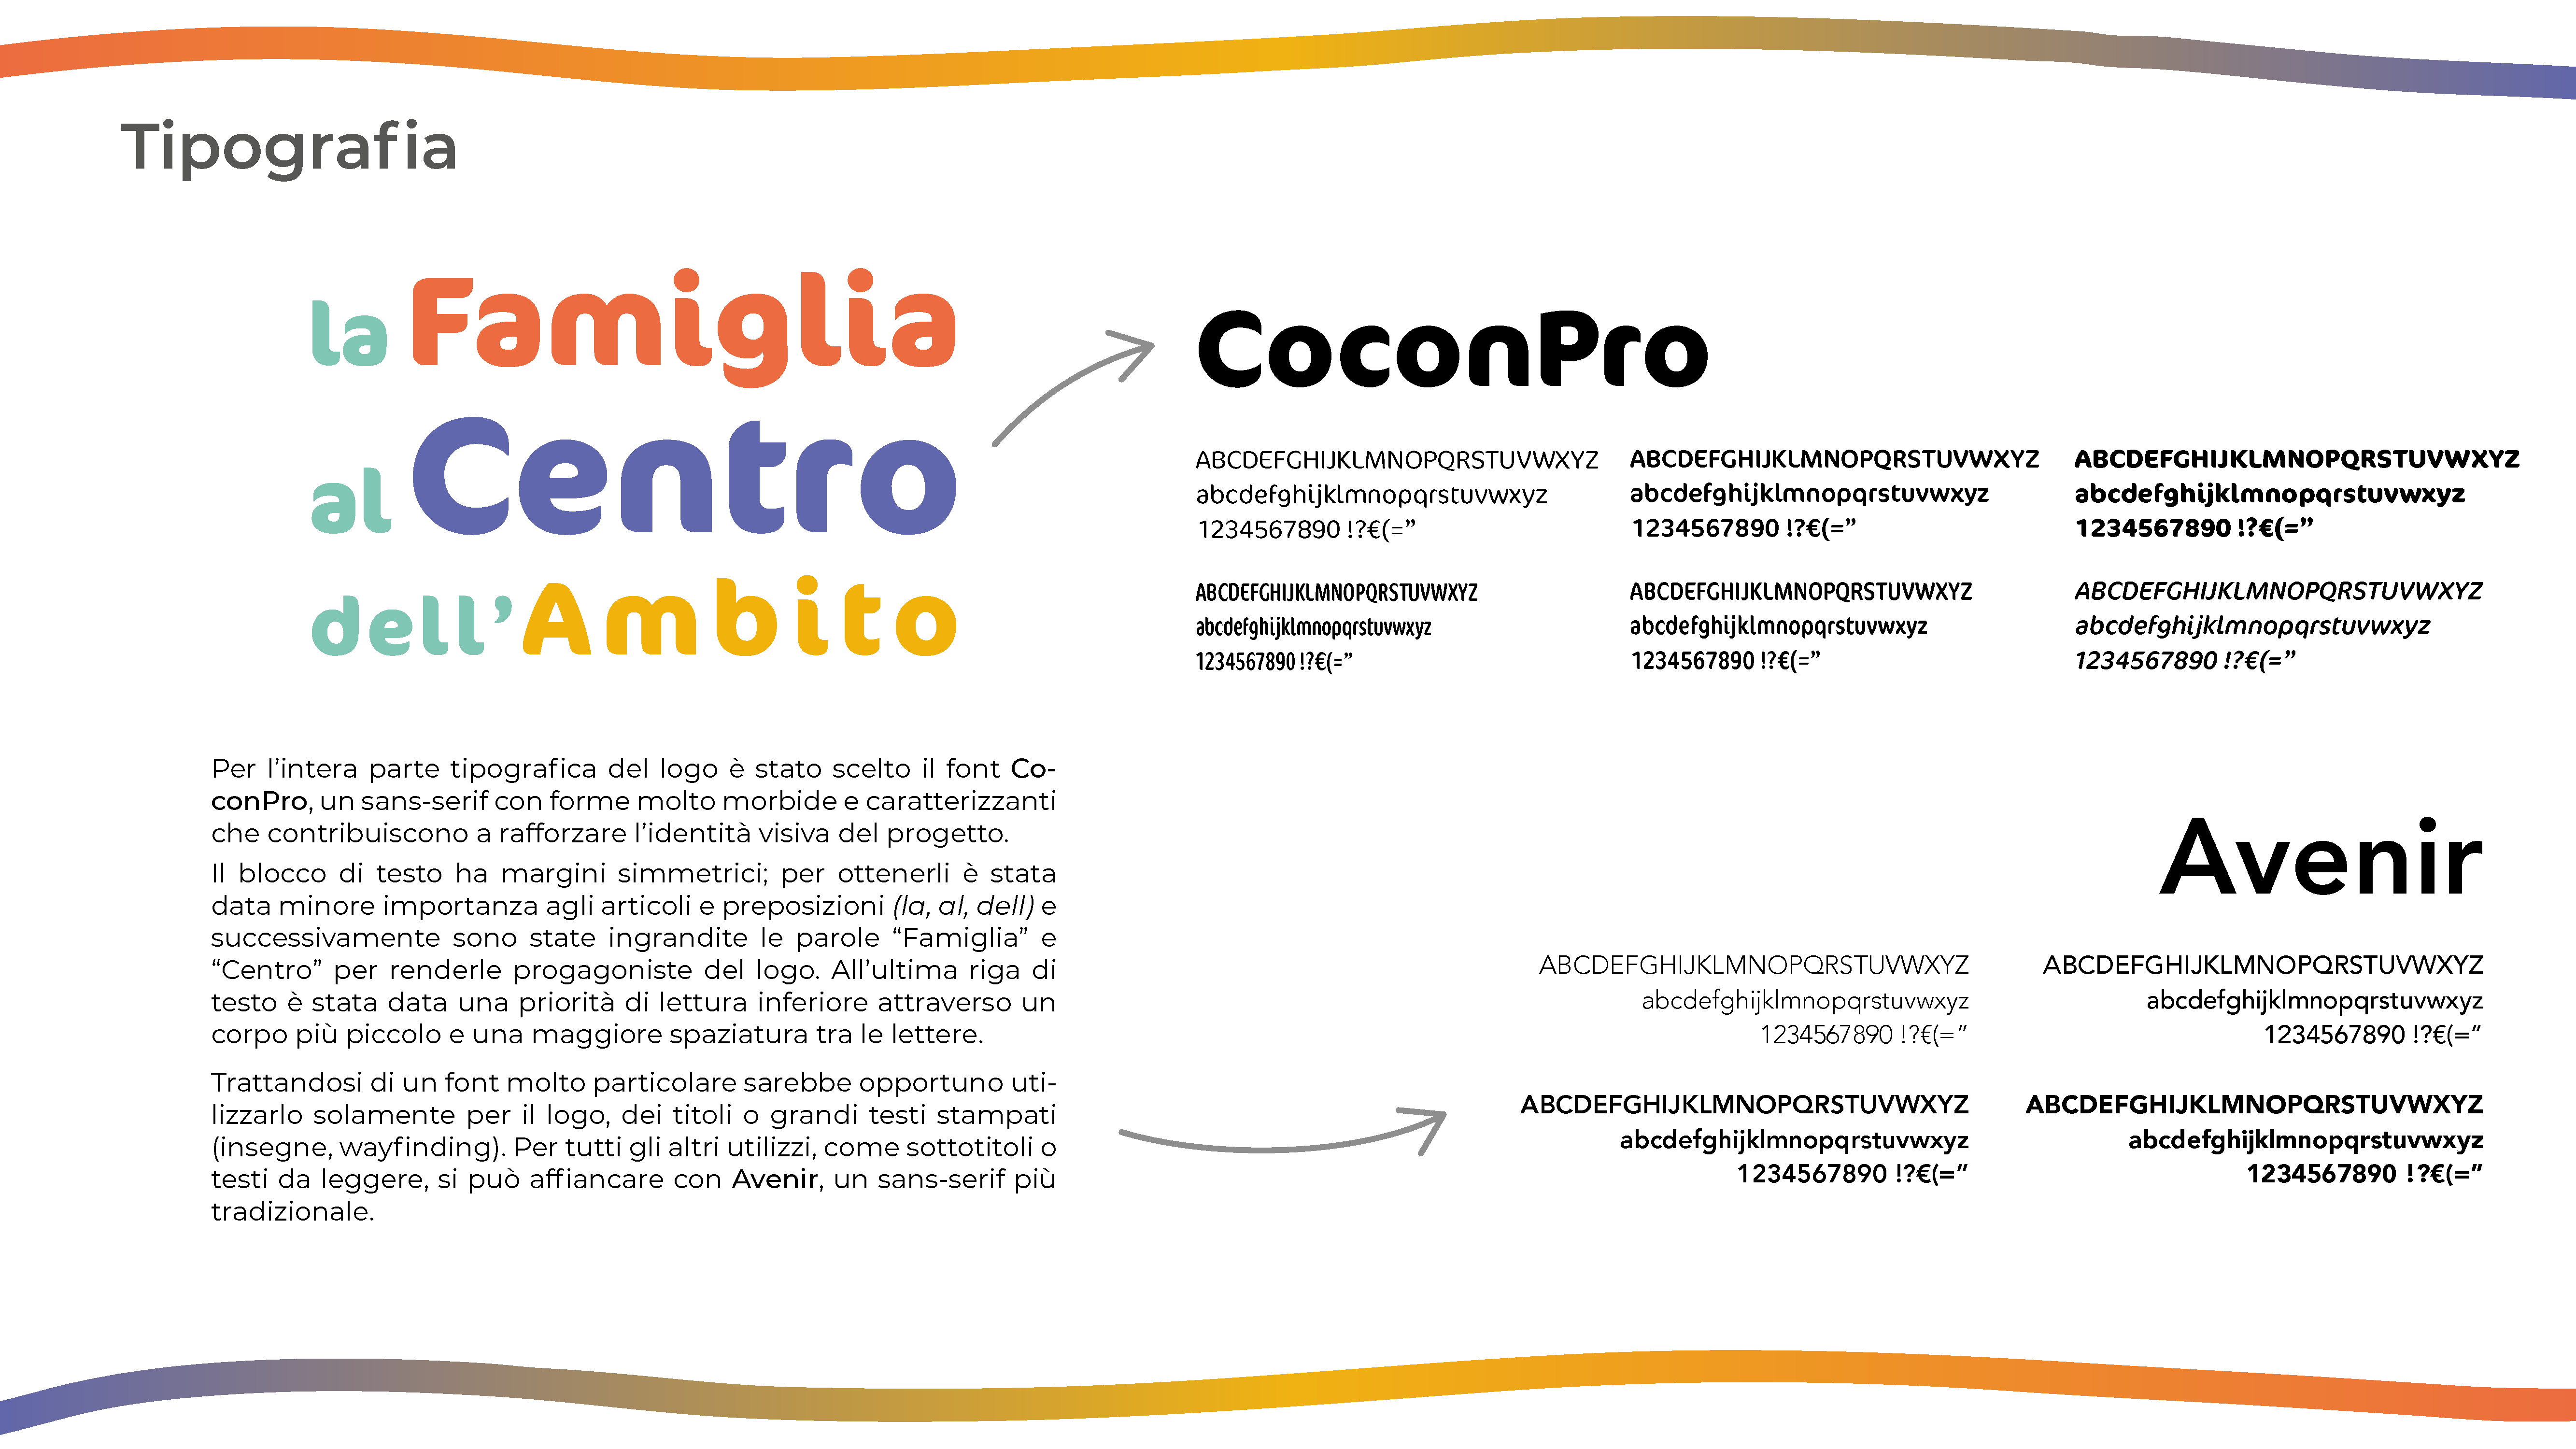 Tipografia
la Famiglia
al Centro
dell’Ambito
Per l’intera parte tipografica del logo è stato scelto il font Co-
conPro, un sans-serif con forme molto morbide e caratterizzanti
che contribuiscono a rafforzare l’identità visiva del progetto.
Il blocco di testo ha margini simmetrici; per ottenerli è stata
data minore importanza agli articoli e preposizioni (la, al, dell) e
successivamente sono state ingrandite le parole “Famiglia” e
“Centro” per renderle progagoniste del logo. All’ultima riga di
testo è stata data una priorità di lettura inferiore attraverso un
corpo più piccolo e una maggiore spaziatura tra le lettere.
Trattandosi di un font molto particolare sarebbe opportuno uti-
lizzarlo solamente per il logo, dei titoli o grandi testi stampati
(insegne, wayfinding). Per tutti gli altri utilizzi, come sottotitoli o
testi da leggere, si può affiancare con Avenir, un sans-serif più
tradizionale.
CoconPro
ABCDEFGHIJKLMNOPQRSTUVWXYZ
abcdefghijklmnopqrstuvwxyz
1234567890 !?€(=”
ABCDEFGHIJKLMNOPQRSTUVWXYZ
abcdefghijklmnopqrstuvwxyz
1234567890 !?€(=”
ABCDEFGHIJKLMNOPQRSTUVWXYZ
abcdefghijklmnopqrstuvwxyz
1234567890 !?€(=”
ABCDEFGHIJKLMNOPQRSTUVWXYZ
abcdefghijklmnopqrstuvwxyz
1234567890 !?€(=”
ABCDEFGHIJKLMNOPQRSTUVWXYZ
abcdefghijklmnopqrstuvwxyz
1234567890 !?€(=”
ABCDEFGHIJKLMNOPQRSTUVWXYZ
abcdefghijklmnopqrstuvwxyz
1234567890 !?€(=”
Avenir
ABCDEFGHIJKLMNOPQRSTUVWXYZ
abcdefghijklmnopqrstuvwxyz
1234567890 !?€(=”
ABCDEFGHIJKLMNOPQRSTUVWXYZ
abcdefghijklmnopqrstuvwxyz
1234567890 !?€(=”
ABCDEFGHIJKLMNOPQRSTUVWXYZ
abcdefghijklmnopqrstuvwxyz
1234567890 !?€(=”
ABCDEFGHIJKLMNOPQRSTUVWXYZ
abcdefghijklmnopqrstuvwxyz
1234567890 !?€(=”